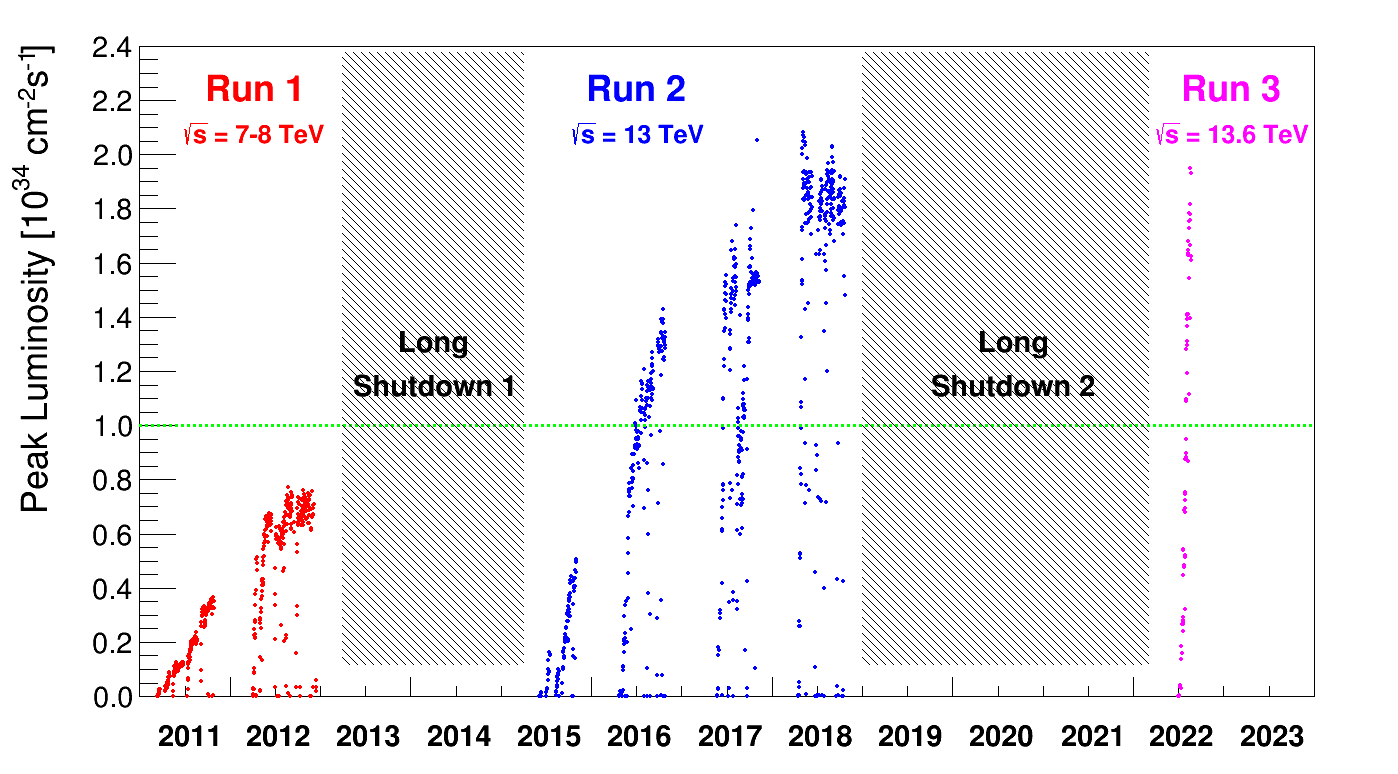 Peak Luminosity [10³⁴ cm⁻²s⁻¹]
2.4
2.2
2.0
1.8
1.6
1.4
1.2
1.0
0.8
0.6
0.4
0.2
0.0
Run 1
√s = 7-8 TeV
Run 2
√s = 13 TeV
Run 3
√s = 13.6 TeV
Long
Shutdown 1
Long
Shutdown 2
2011 2012 2013 2014 2015 2016 2017 2018 2019 2020 2021 2022 2023